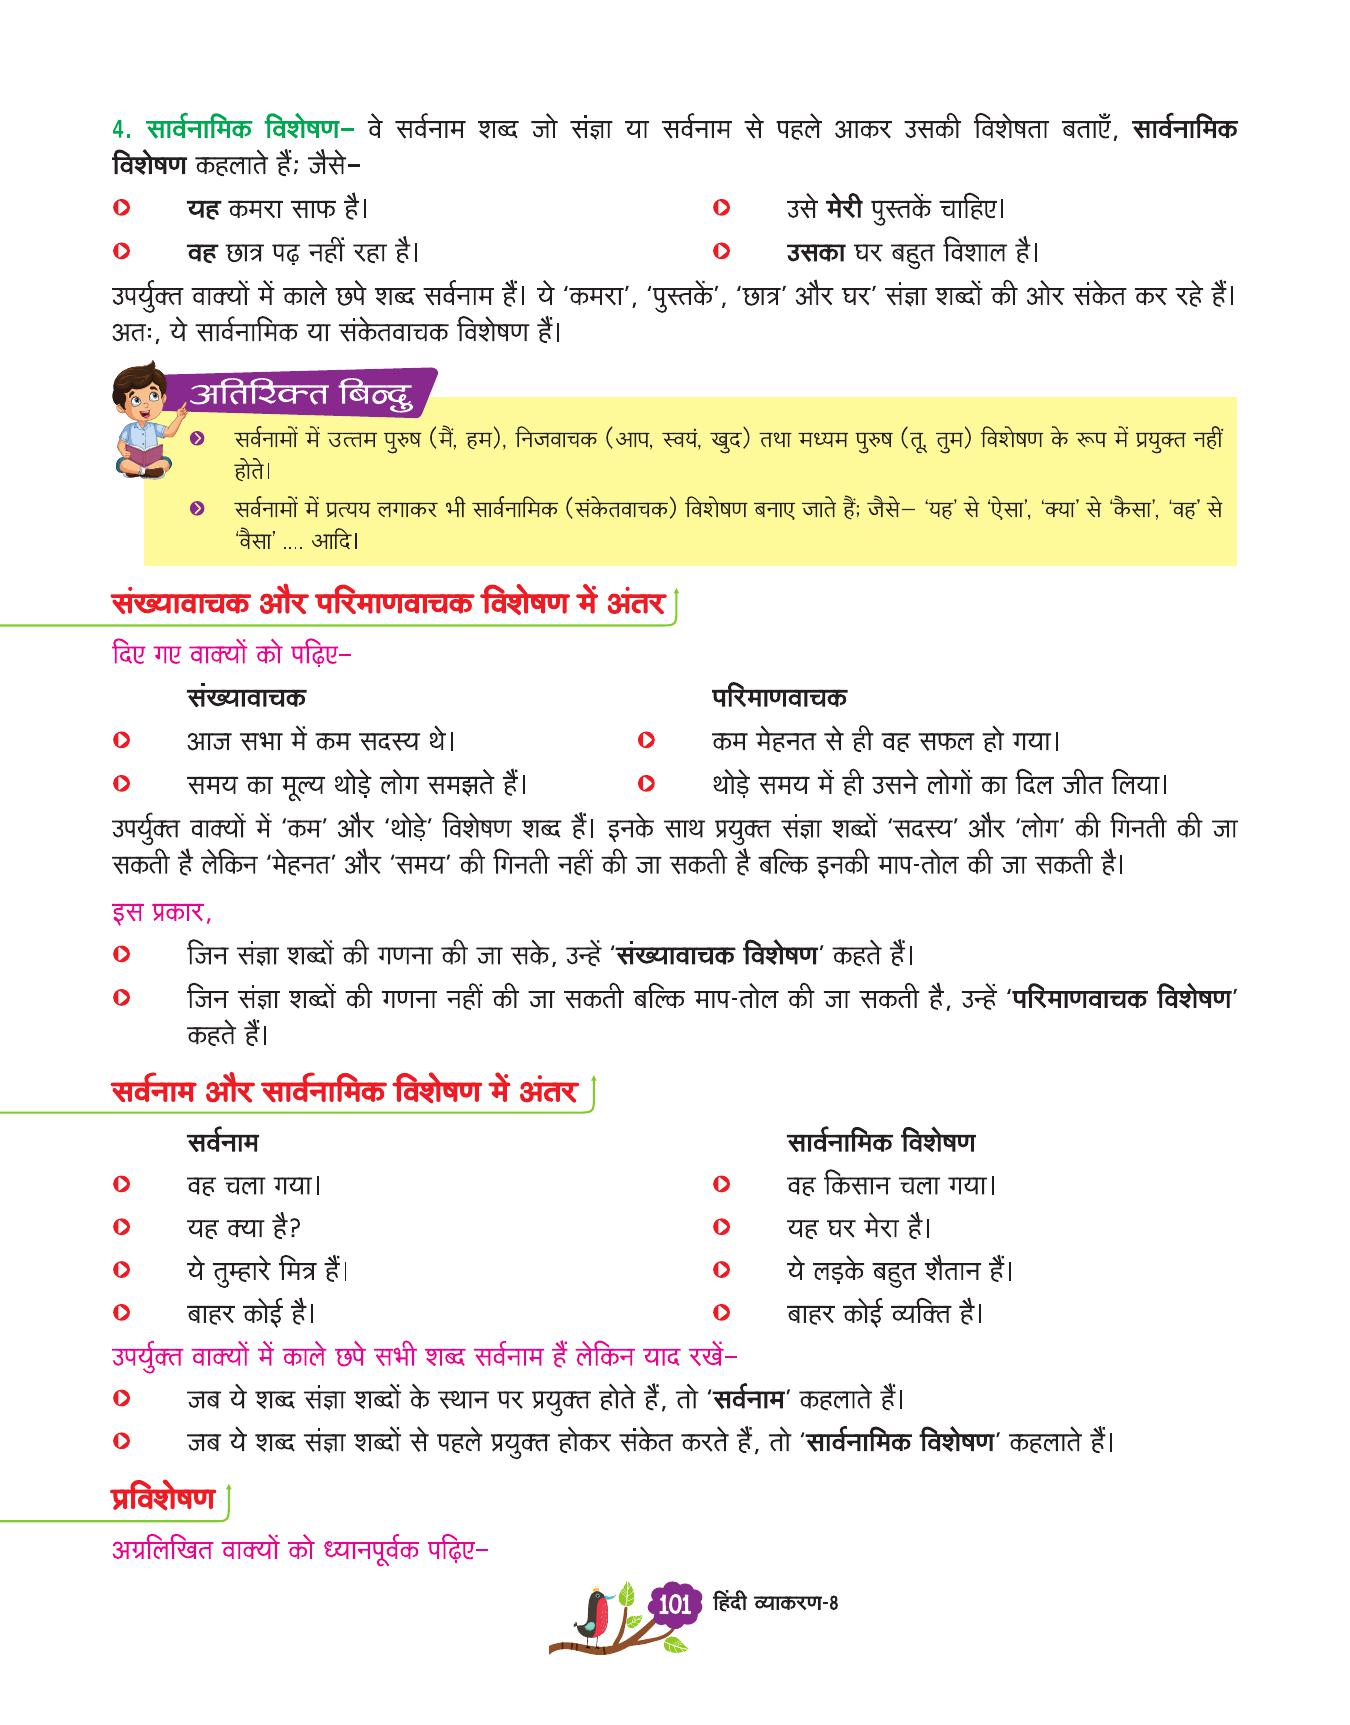 4. सार्वनामिक विशेषण– वे सर्वनाम शब्द जो संज्ञा या सर्वनाम से पहले आकर उसकी विशेषता बताएँ, सार्वनामिक
विशेषण कहलाते हैं; जैसे–
यह कमरा साफ है।
उसे मेरी पुस्तकें चाहिए।
वह छात्र पढ़ नहीं रहा है।
उसका घर बहुत विशाल है।
उपर्युक्त वाक्यों में काले छपे शब्द सर्वनाम हैं। ये ‘कमरा’, ‘पुस्तकें’, ‘छात्र’ और घर’ संज्ञा शब्दों की ओर संकेत कर रहे हैं।
अतः, ये सार्वनामिक या संकेतवाचक विशेषण हैं।
अतिरिक्त बिन्दु
सर्वनामों में उत्तम पुरुष (मैं, हम), निजवाचक (आप, स्वयं, खुद) तथा मध्यम पुरुष (तू, तुम) विशेषण के रूप में प्रयुक्त नहीं
होते।
सर्वनामों में प्रत्यय लगाकर भी सार्वनामिक (संकेतवाचक) विशेषण बनाए जाते हैं; जैसे– ‘यह’ से ‘ऐसा’, ‘क्या’ से ‘कैसा’, ‘वह’ से
‘वैसा’ .... आदि।
संख्यावाचक और परिमाणवाचक विशेषण में अंतर
दिए गए वाक्यों को पढ़िए–
संख्यावाचक
परिमाणवाचक
आज सभा में कम सदस्य थे।
कम मेहनत से ही वह सफल हो गया।
समय का मूल्य थोड़े लोग समझते हैं।
थोड़े समय में ही उसने लोगों का दिल जीत लिया।
उपर्युक्त वाक्यों में ‘कम’ और ‘थोड़े’ विशेषण शब्द हैं। इनके साथ प्रयुक्त संज्ञा शब्दों ‘सदस्य’ और ‘लोग’ की गिनती की जा
सकती है लेकिन ‘मेहनत’ और ‘समय’ की गिनती नहीं की जा सकती है बल्कि इनकी माप-तोल की जा सकती है।
इस प्रकार,
जिन संज्ञा शब्दों की गणना की जा सके, उन्हें ‘संख्यावाचक विशेषण’ कहते हैं।
जिन संज्ञा शब्दों की गणना नहीं की जा सकती बल्कि माप-तोल की जा सकती है, उन्हें ‘परिमाणवाचक विशेषण’
कहते हैं।
सर्वनाम और सार्वनामिक विशेषण में अंतर
सर्वनाम
सार्वनामिक विशेषण
वह चला गया।
वह किसान चला गया।
यह क्या है?
यह घर मेरा है।
ये तुम्हारे मित्र हैं।
ये लड़के बहुत शैतान हैं।
बाहर कोई है।
बाहर कोई व्यक्ति है।
उपर्युक्त वाक्यों में काले छपे सभी शब्द सर्वनाम हैं लेकिन याद रखें–
जब ये शब्द संज्ञा शब्दों के स्थान पर प्रयुक्त होते हैं, तो ‘सर्वनाम’ कहलाते हैं।
जब ये शब्द संज्ञा शब्दों से पहले प्रयुक्त होकर संकेत करते हैं, तो ‘सार्वनामिक विशेषण’ कहलाते हैं।
प्रविशेषण
अग्रलिखित वाक्यों को ध्यानपूर्वक पढ़िए–
101 हिंदी व्याकरण-8